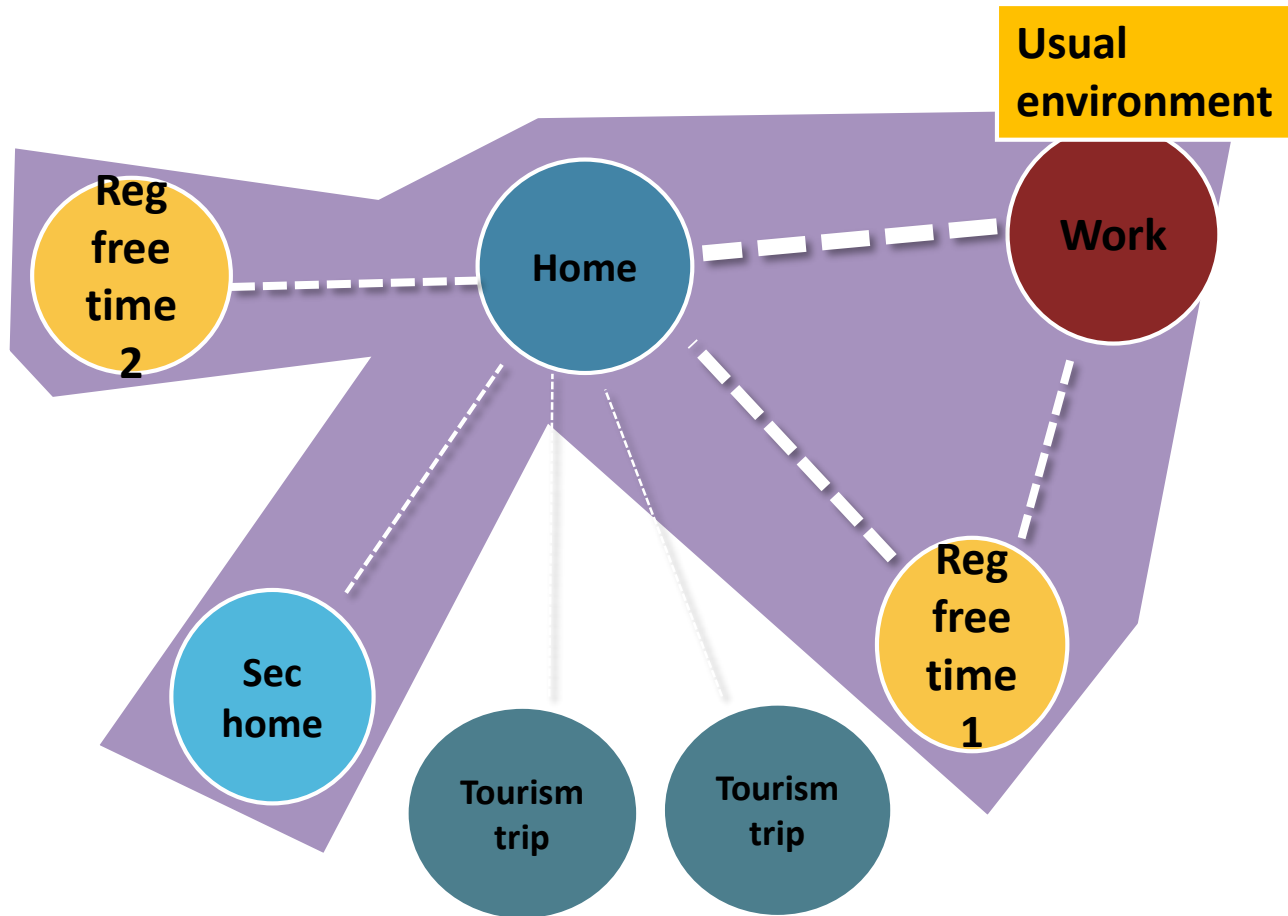 Usual
environment
Reg
free
time
2
Home
Work
Reg
free
time
1
Sec
home
Tourism
trip
Tourism
trip